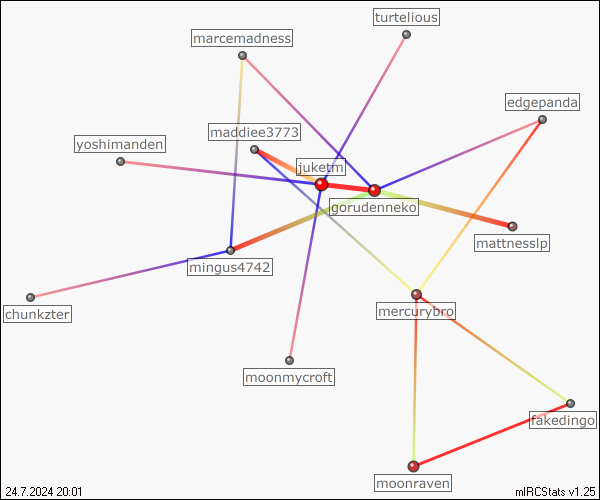 turtelious
marcemadness
edgepanda
maddiee3773
yoshimanden
juketm
gorudenneko
mattnesslp
mingus4742
chunkzter
mercurybro
moonmycroft
fakedingo
moonraven
24.7.2024 20:01
mIRCStats v1.25